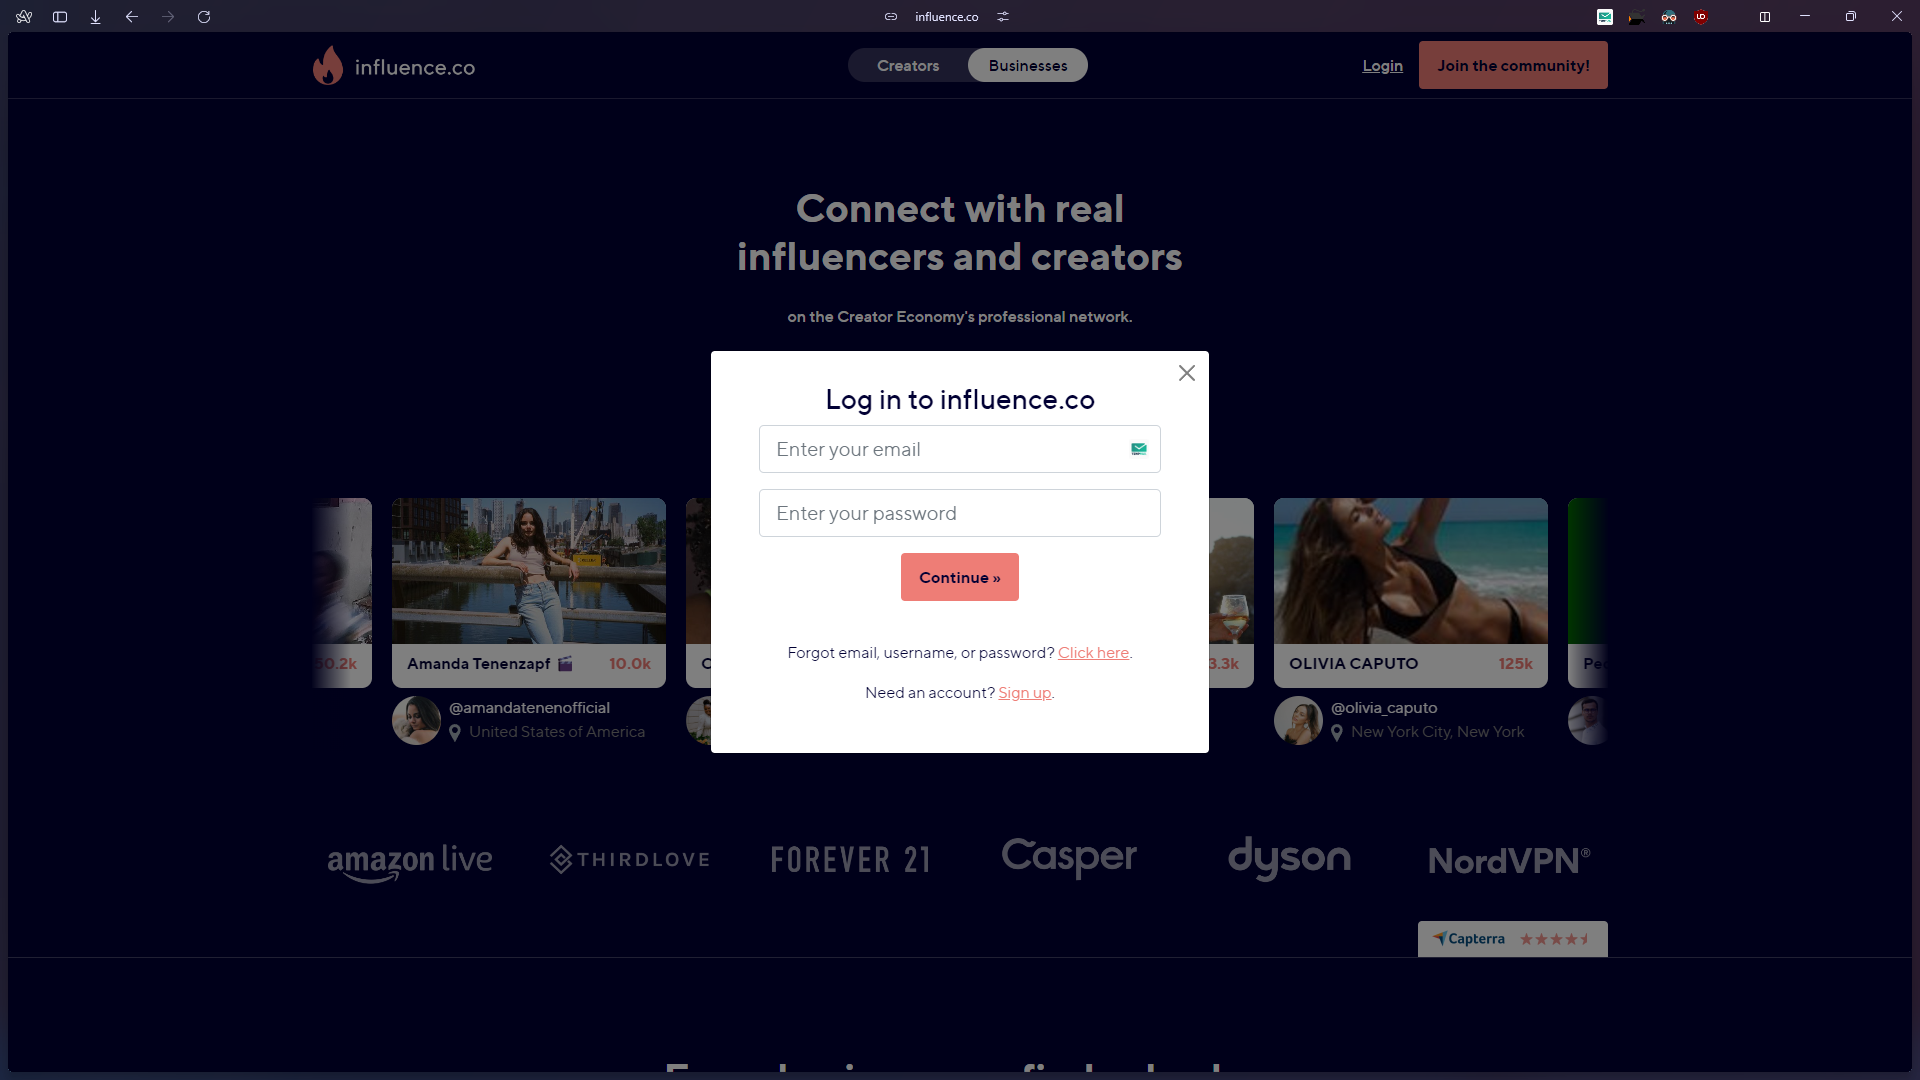 influence.co
influence.co
Creators
Businesses
Login
Join the community!
Connect with real
influencers and creators
on the Creator Economy's professional network.
Log in to influence.co
Enter your email
Enter your password
Continue »
Forgot email, username, or password? Click here.
Need an account? Sign up.
50.2k
Amanda Tenenzapf 🎬 10.0k
@amandatenenofficial
United States of America
3.3k
OLIVIA CAPUTO 125k
@olivia_caputo
New York City, New York
amazon live
THIRDLOVE
FOREVER 21
Casper
dyson
NordVPN®
Capterra